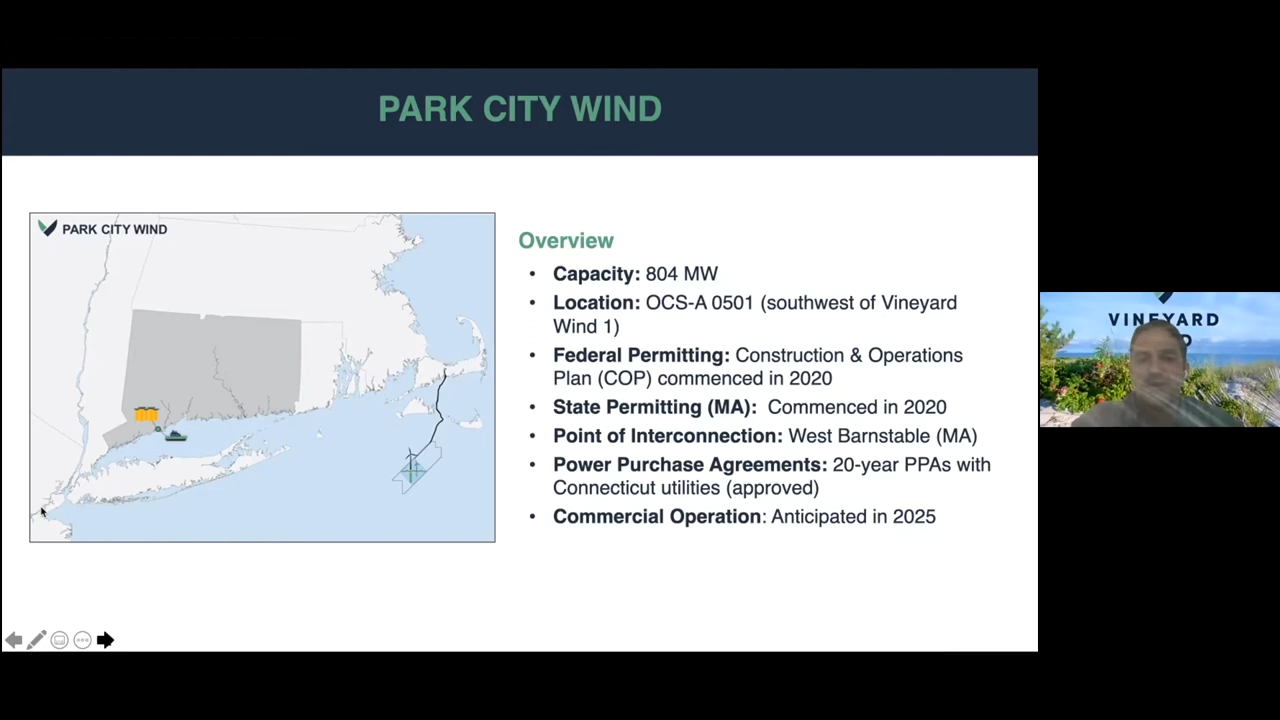 PARK CITY WIND
PARK CITY WIND
Overview
• Capacity: 804 MW
• Location: OCS-A 0501 (southwest of Vineyard
Wind 1)
• Federal Permitting: Construction & Operations
Plan (COP) commenced in 2020
• State Permitting (MA):  Commenced in 2020
• Point of Interconnection: West Barnstable (MA)
• Power Purchase Agreements: 20-year PPAs with
Connecticut utilities (approved)
• Commercial Operation: Anticipated in 2025
VINEYARD